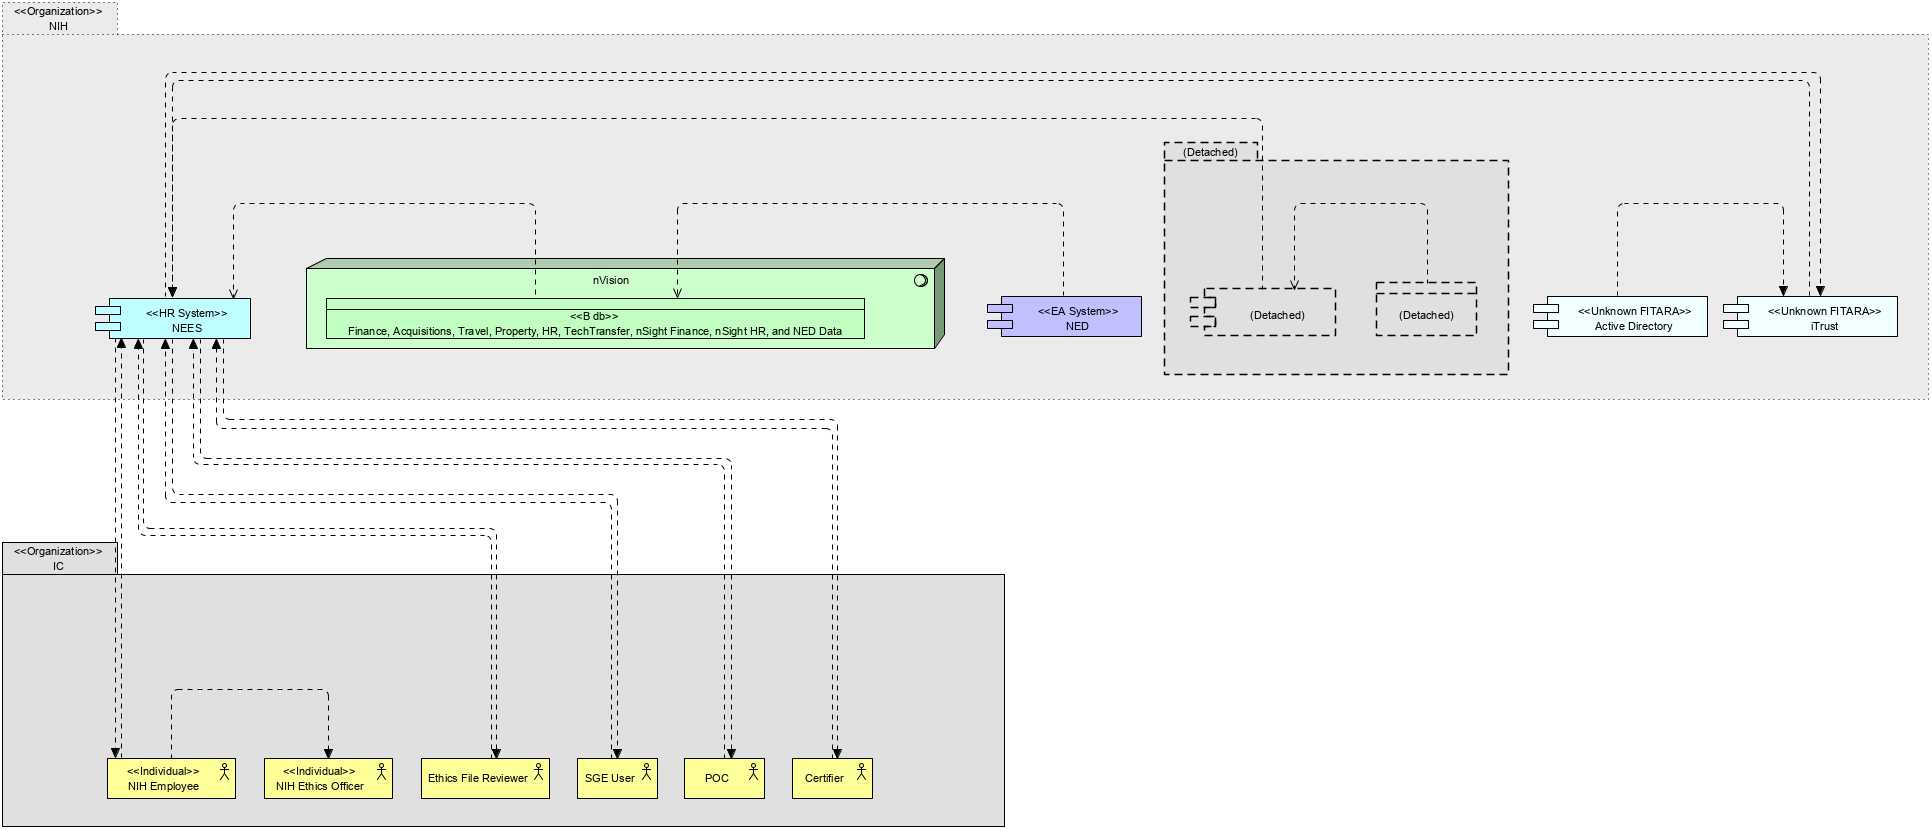 <<Organization>>
NIH
(Detached)
nVision
<<HR System>>
NEES
<<B db>>
Finance, Acquisitions, Travel, Property, HR, TechTransfer, nSight Finance, nSight HR, and NED Data
<<EA System>>
NED
(Detached)
(Detached)
<<Unknown FITARA>>
Active Directory
<<Unknown FITARA>>
iTrust
<<Organization>>
IC
<<Individual>>
NIH Employee
<<Individual>>
NIH Ethics Officer
Ethics File Reviewer
SGE User
POC
Certifier